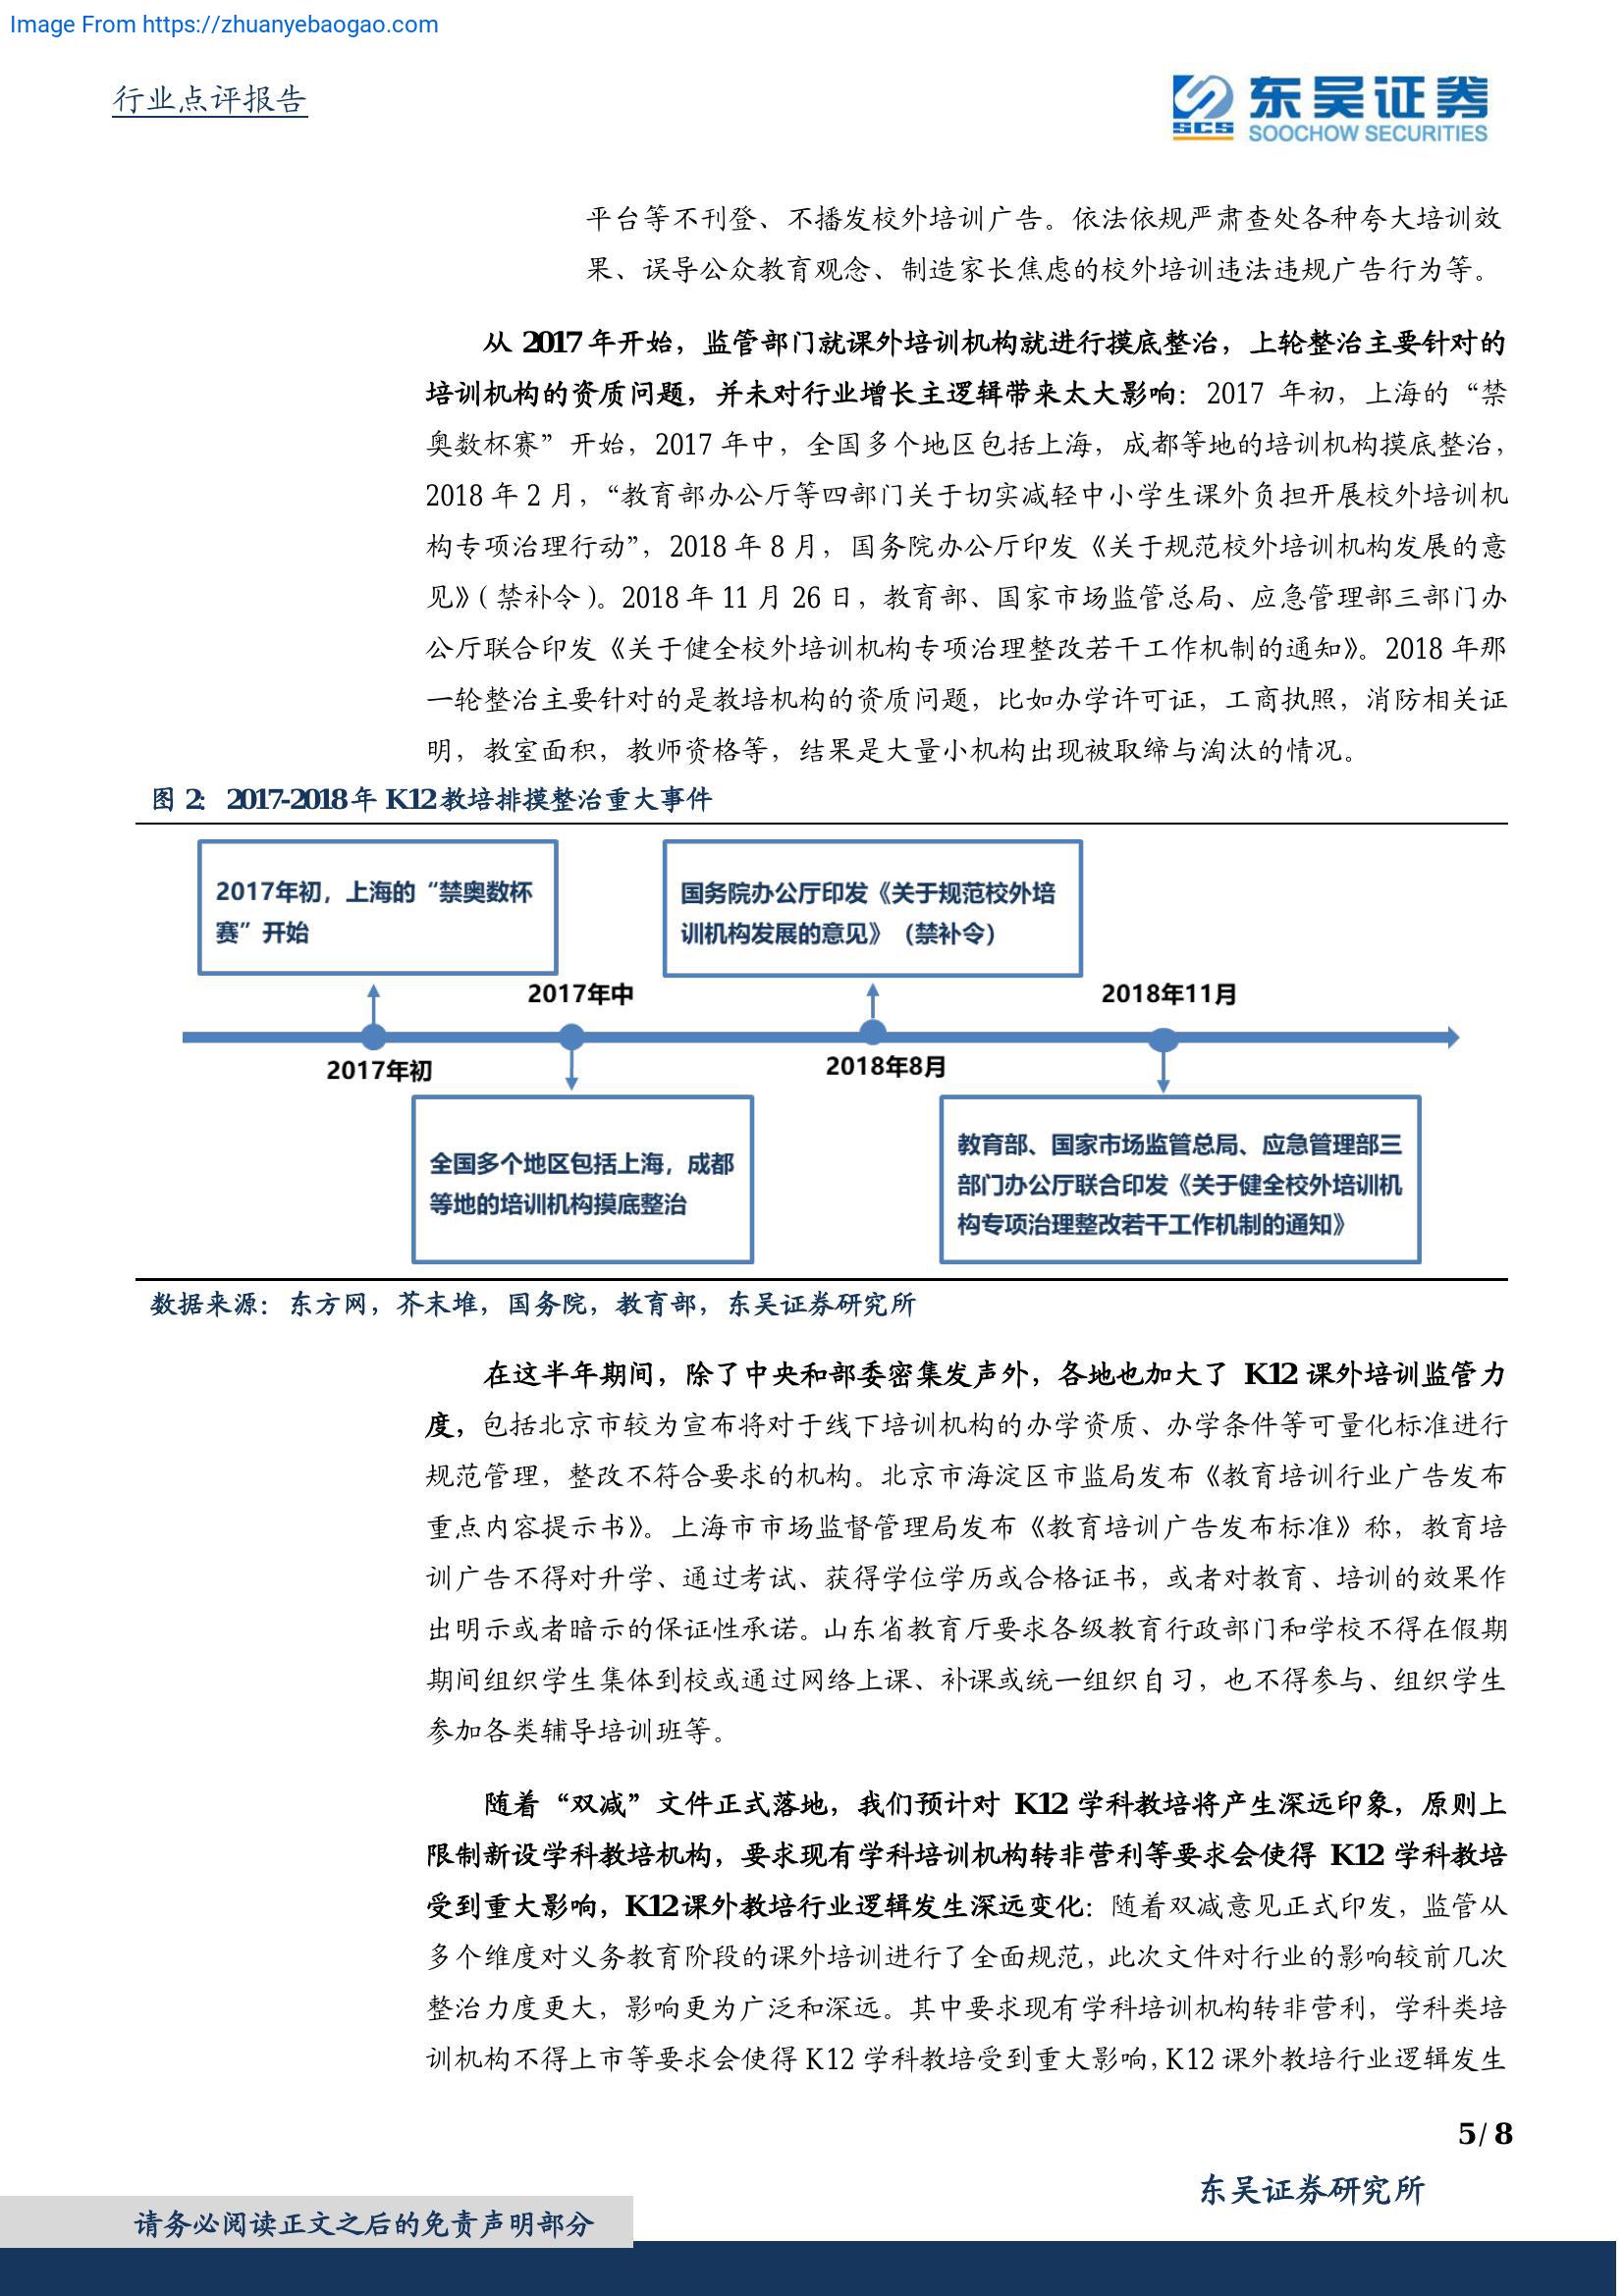 Image From https://zhuanyebaogao.com
行业点评报告
东吴证券
SCS
SOOCHOW SECURITIES
平台等不刊登、不播发校外培训广告。依法依规严肃查处各种夸大培训效
果、误导公众教育观念、制造家长焦虑的校外培训违法违规广告行为等。
从 2017 年开始，监管部门就课外培训机构就进行摸底整治，上轮整治主要针对的
培训机构的资质问题，并未对行业增长主逻辑带来太大影响：2017 年初，上海的“禁
奥数杯赛”开始，2017 年中，全国多个地区包括上海，成都等地的培训机构摸底整治，
2018 年 2 月，“教育部办公厅等四部门关于切实减轻中小学生课外负担开展校外培训机
构专项治理行动”，2018 年 8 月，国务院办公厅印发《关于规范校外培训机构发展的意
见》（禁补令）。2018 年 11 月 26 日，教育部、国家市场监管总局、应急管理部三部门办
公厅联合印发《关于健全校外培训机构专项治理整改若干工作机制的通知》。2018 年那
一轮整治主要针对的是教培机构的资质问题，比如办学许可证，工商执照，消防相关证
明，教室面积，教师资格等，结果是大量小机构出现被取缔与淘汰的情况。
图 2：2017-2018 年 K12 教培排摸整治重大事件
2017年初，上海的“禁奥数杯
赛”开始
国务院办公厅印发《关于规范校外培
训机构发展的意见》（禁补令）
2017年中
2018年11月
2017年初
2018年8月
全国多个地区包括上海，成都
等地的培训机构摸底整治
教育部、国家市场监管总局、应急管理部三
部门办公厅联合印发《关于健全校外培训机
构专项治理整改若干工作机制的通知》
数据来源：东方网，芥末堆，国务院，教育部，东吴证券研究所
在这半年期间，除了中央和部委密集发声外，各地也加大了 K12 课外培训监管力
度，包括北京市较为宣布将对于线下培训机构的办学资质、办学条件等可量化标准进行
规范管理，整改不符合要求的机构。北京市海淀区市监局发布《教育培训行业广告发布
重点内容提示书》。上海市市场监督管理局发布《教育培训广告发布标准》称，教育培
训广告不得对升学、通过考试、获得学位学历或合格证书，或者对教育、培训的效果作
出明示或者暗示的保证性承诺。山东省教育厅要求各级教育行政部门和学校不得在假期
期间组织学生集体到校或通过网络上课、补课或统一组织自习，也不得参与、组织学生
参加各类辅导培训班等。
随着“双减”文件正式落地，我们预计对 K12 学科教培将产生深远印象，原则上
限制新设学科教培机构，要求现有学科培训机构转非营利等要求会使得 K12 学科教培
受到重大影响，K12 课外教培行业逻辑发生深远变化：随着双减意见正式印发，监管从
多个维度对义务教育阶段的课外培训进行了全面规范，此次文件对行业的影响较前几次
整治力度更大，影响更为广泛和深远。其中要求现有学科培训机构转非营利，学科类培
训机构不得上市等要求会使得 K12 学科教培受到重大影响，K12 课外教培行业逻辑发生
5 / 8
东吴证券研究所
请务必阅读正文之后的免责声明部分